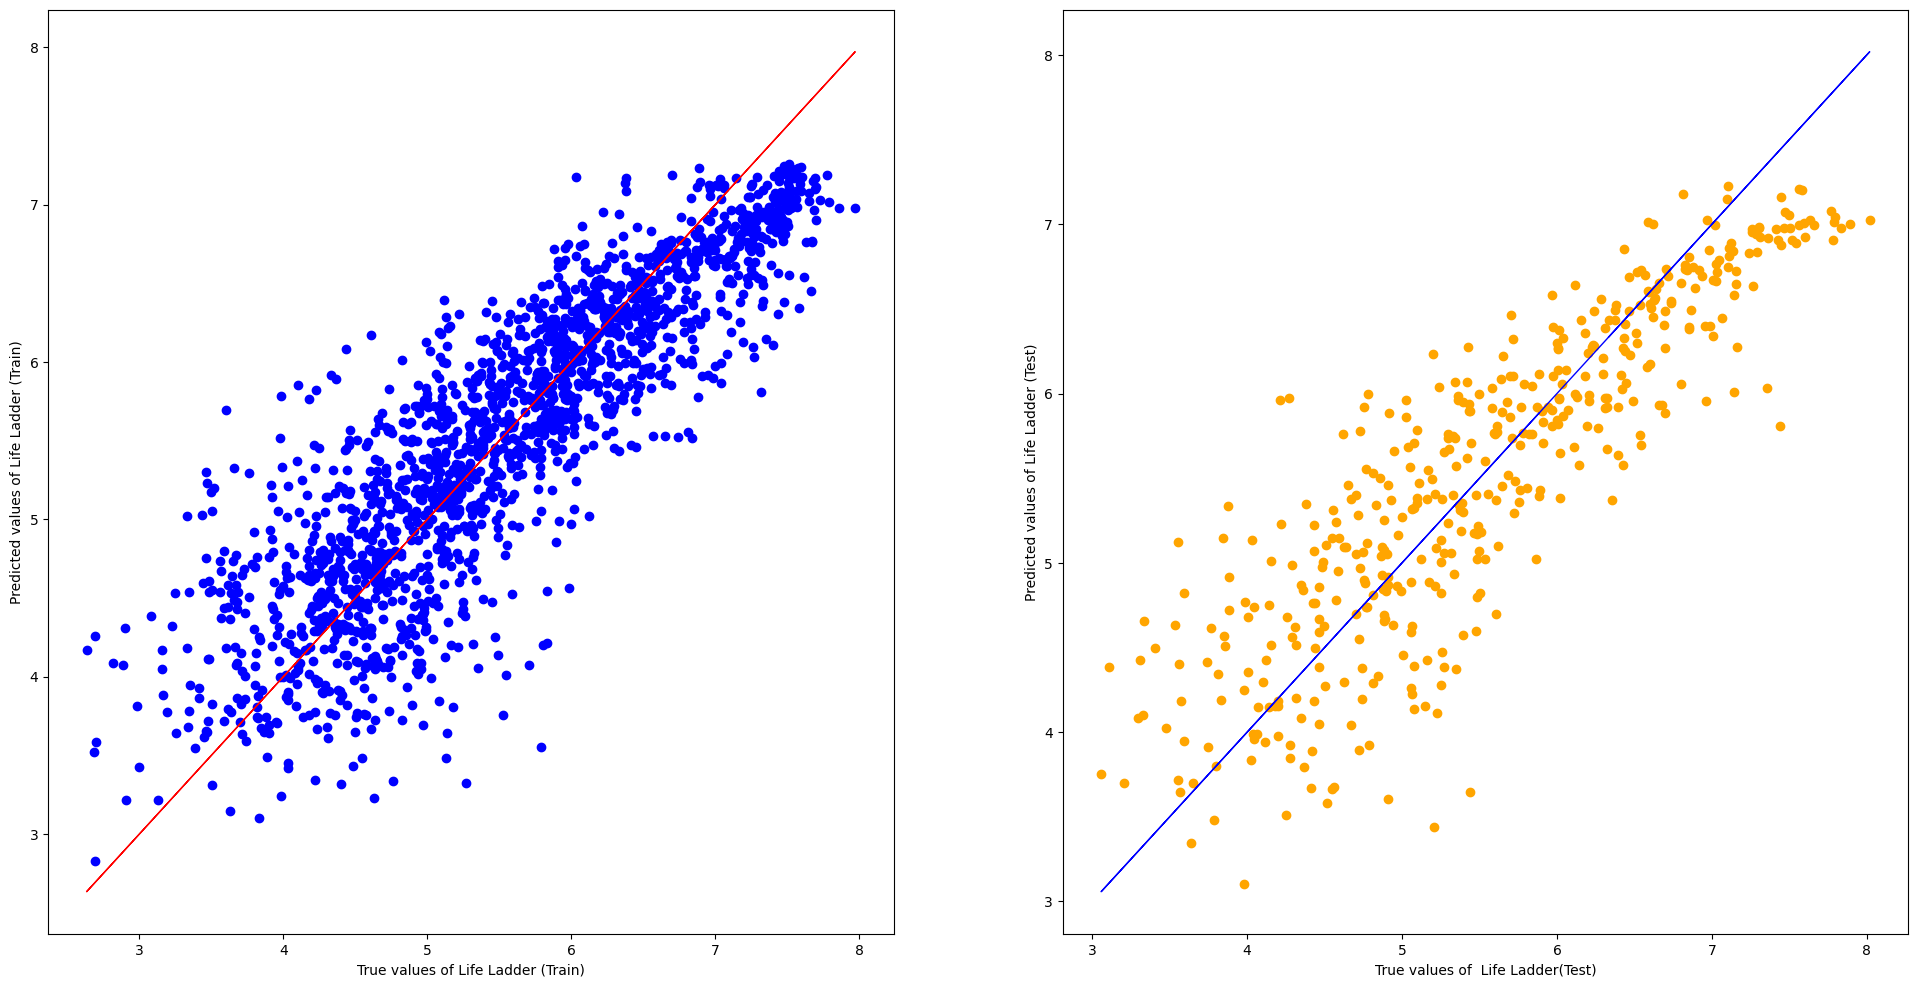 Predicted values of Life Ladder (Train)
8
7
6
5
4
3
3 4 5 6 7 8
True values of Life Ladder (Train)
Predicted values of Life Ladder (Test)
8
7
6
5
4
3
3 4 5 6 7 8
True values of  Life Ladder(Test)